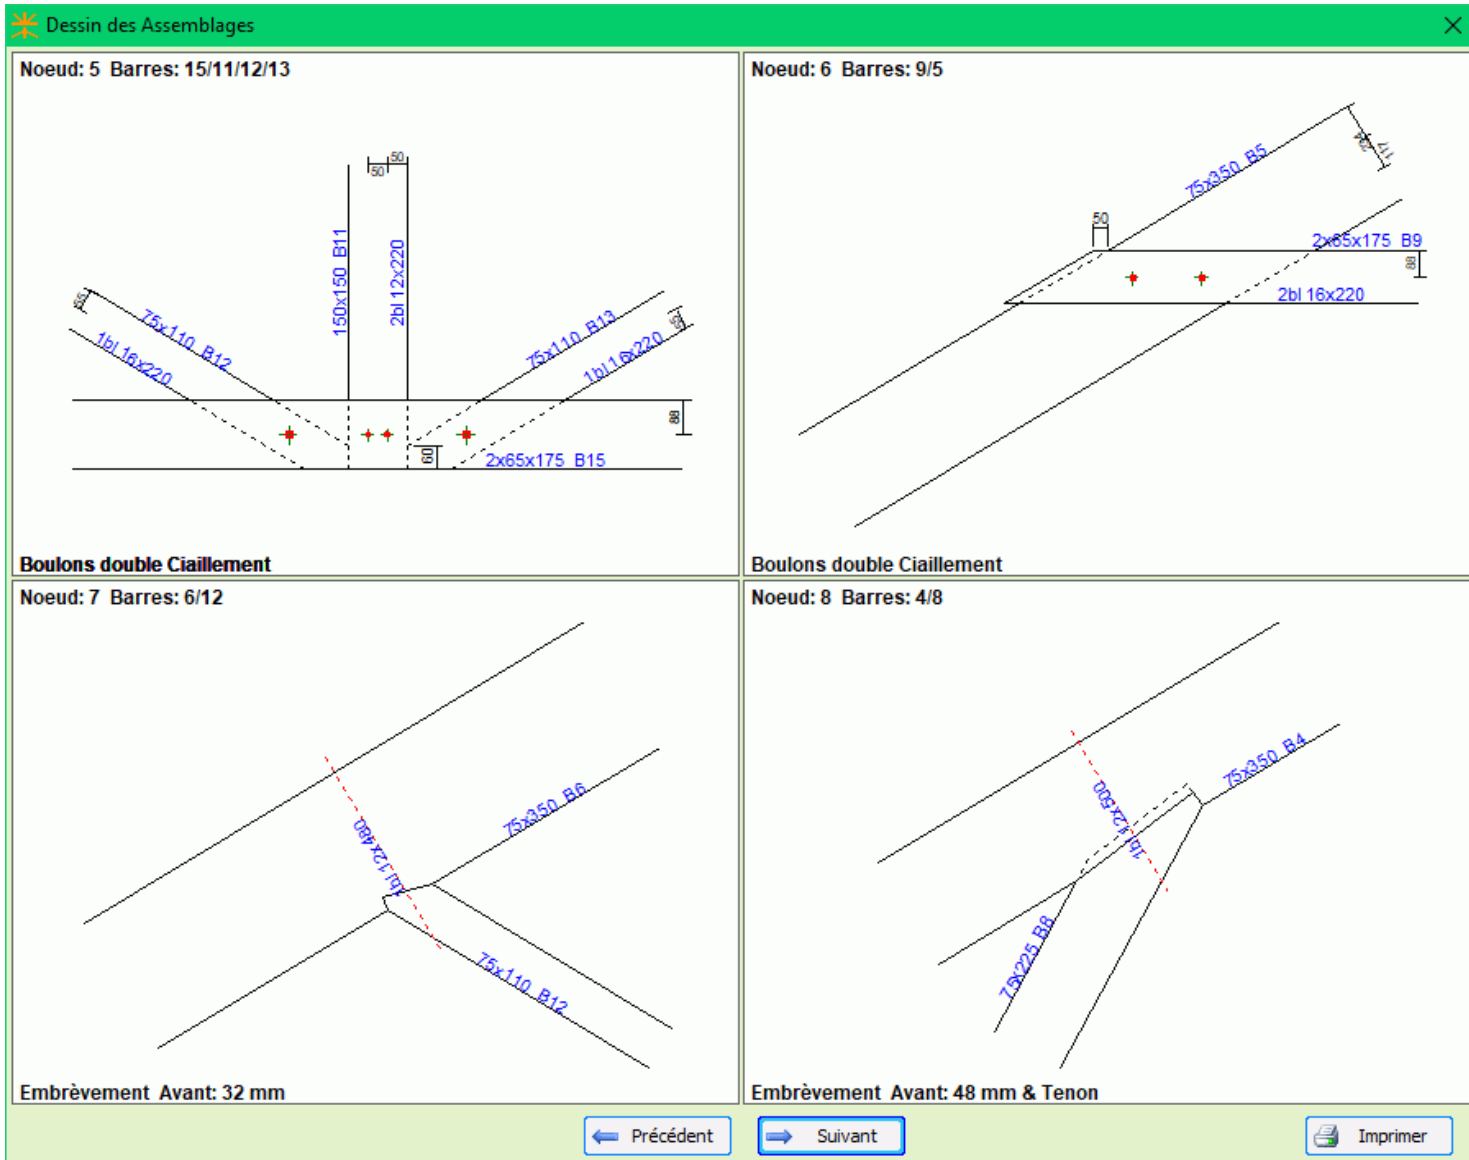 Dessin des Assemblages
Noeud: 5 Barres: 15/11/12/13
50
50
150x150 B11
2bl 12x220
55
75x110 B12
1bl 16x220
75x110 B13
1bl 16x220
55
88
60
2x65x175 B15
Boulons double Ciaillement
Noeud: 6 Barres: 9/5
75x350 B5
234
117
50
2x65x175 B9
88
2bl 16x220
Boulons double Ciaillement
Noeud: 7 Barres: 6/12
75x350 B6
1bl 12x480
75x110 B12
Embrèvement Avant: 32 mm
Noeud: 8 Barres: 4/8
75x350 B4
1bl 12x500
75x225 B8
Embrèvement Avant: 48 mm & Tenon
Précédent
Suivant
Imprimer